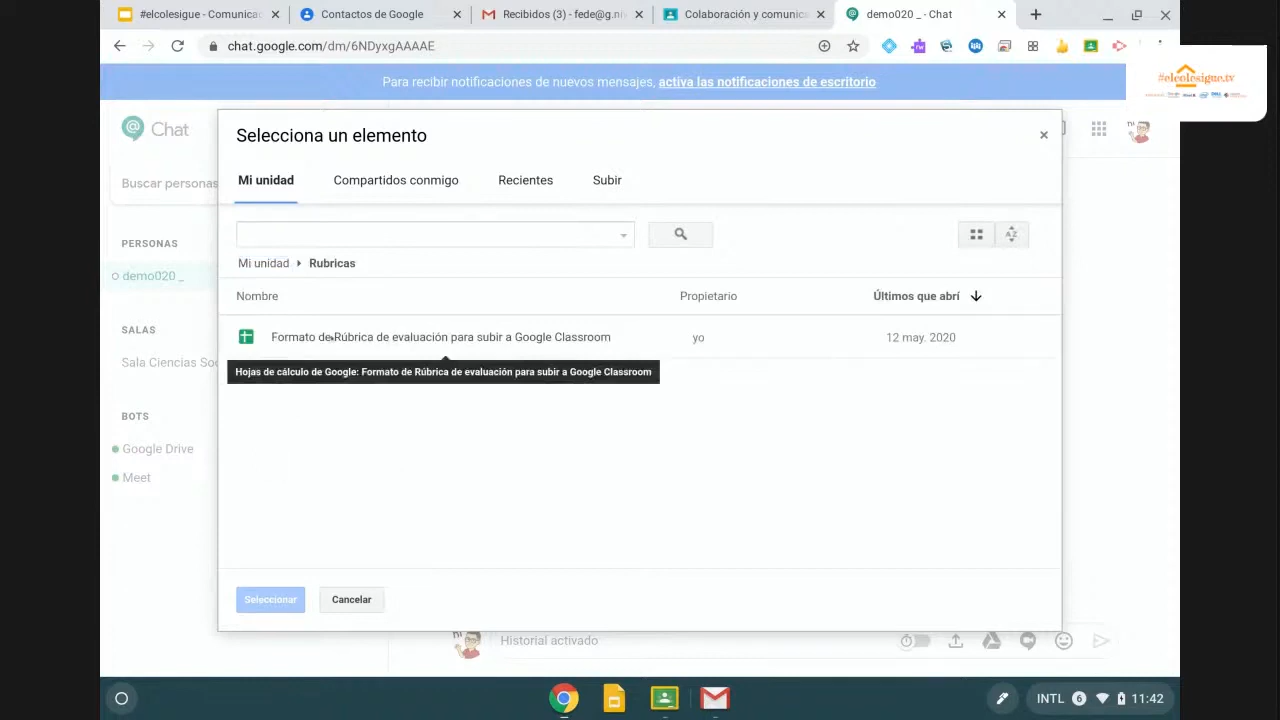 #elcolesigue - Comunicac
Contactos de Google
Recibidos - fede@g.n
Colaboración y comunica
demo020 _ - Chat
chat.google.com/dm/6NDyxgAAAAE
Para recibir notificaciones de nuevos mensajes, activa las notificaciones de escritorio
#elcolesigue.tv
Chat
Selecciona un elemento
Buscar personas
Mi unidad
Compartidos conmigo
Recientes
Subir
AZ
PERSONAS
Mi unidad
Rubricas
demo020 _
Nombre
Propietario
Últimos que abrí
SALAS
Formato de Rúbrica de evaluación para subir a Google Classroom
yo
12 may. 2020
Sala Ciencias Soc
Hojas de cálculo de Google: Formato de Rúbrica de evaluación para subir a Google Classroom
BOTS
Google Drive
Meet
Seleccionar
Cancelar
Historial activado
INTL
6
11:42